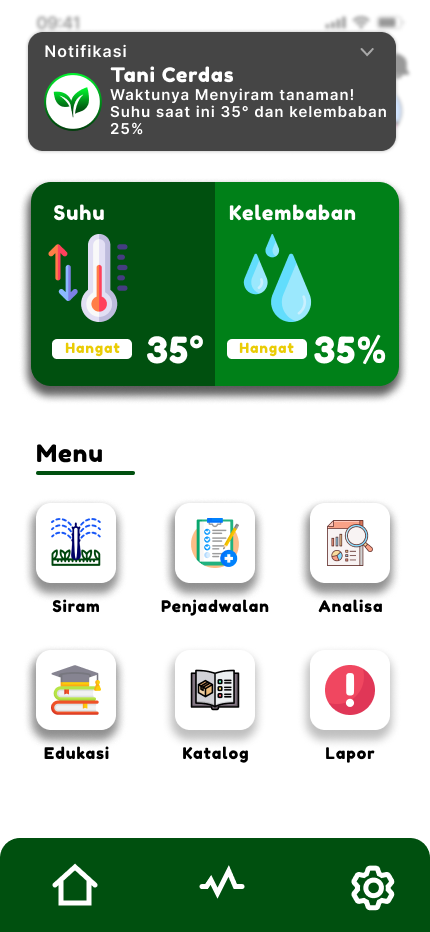 09:41
Notifikasi
Tani Cerdas
Waktunya Menyiram tanaman!
Suhu saat ini 35° dan kelembaban
25%
Suhu
Kelembaban
Hangat
35°
Hangat
35%
Menu
Siram
Penjadwalan
Analisa
Edukasi
Katalog
Lapor